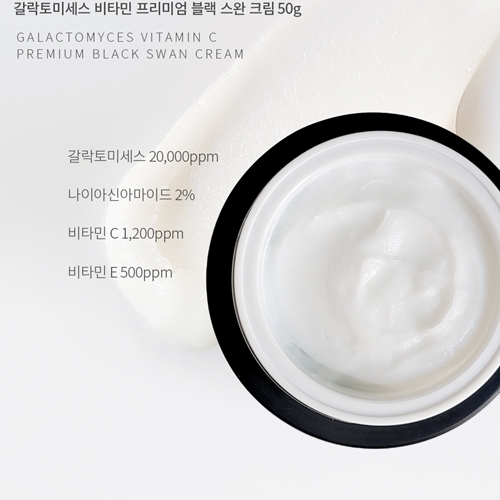 갈락토미세스 비타민 프리미엄 블랙 스완 크림 50g
GALACTOMYCES VITAMIN C
PREMIUM BLACK SWAN CREAM
갈락토미세스 20,000ppm
나이아신아마이드 2%
비타민 C 1,200ppm
비타민 E 500ppm